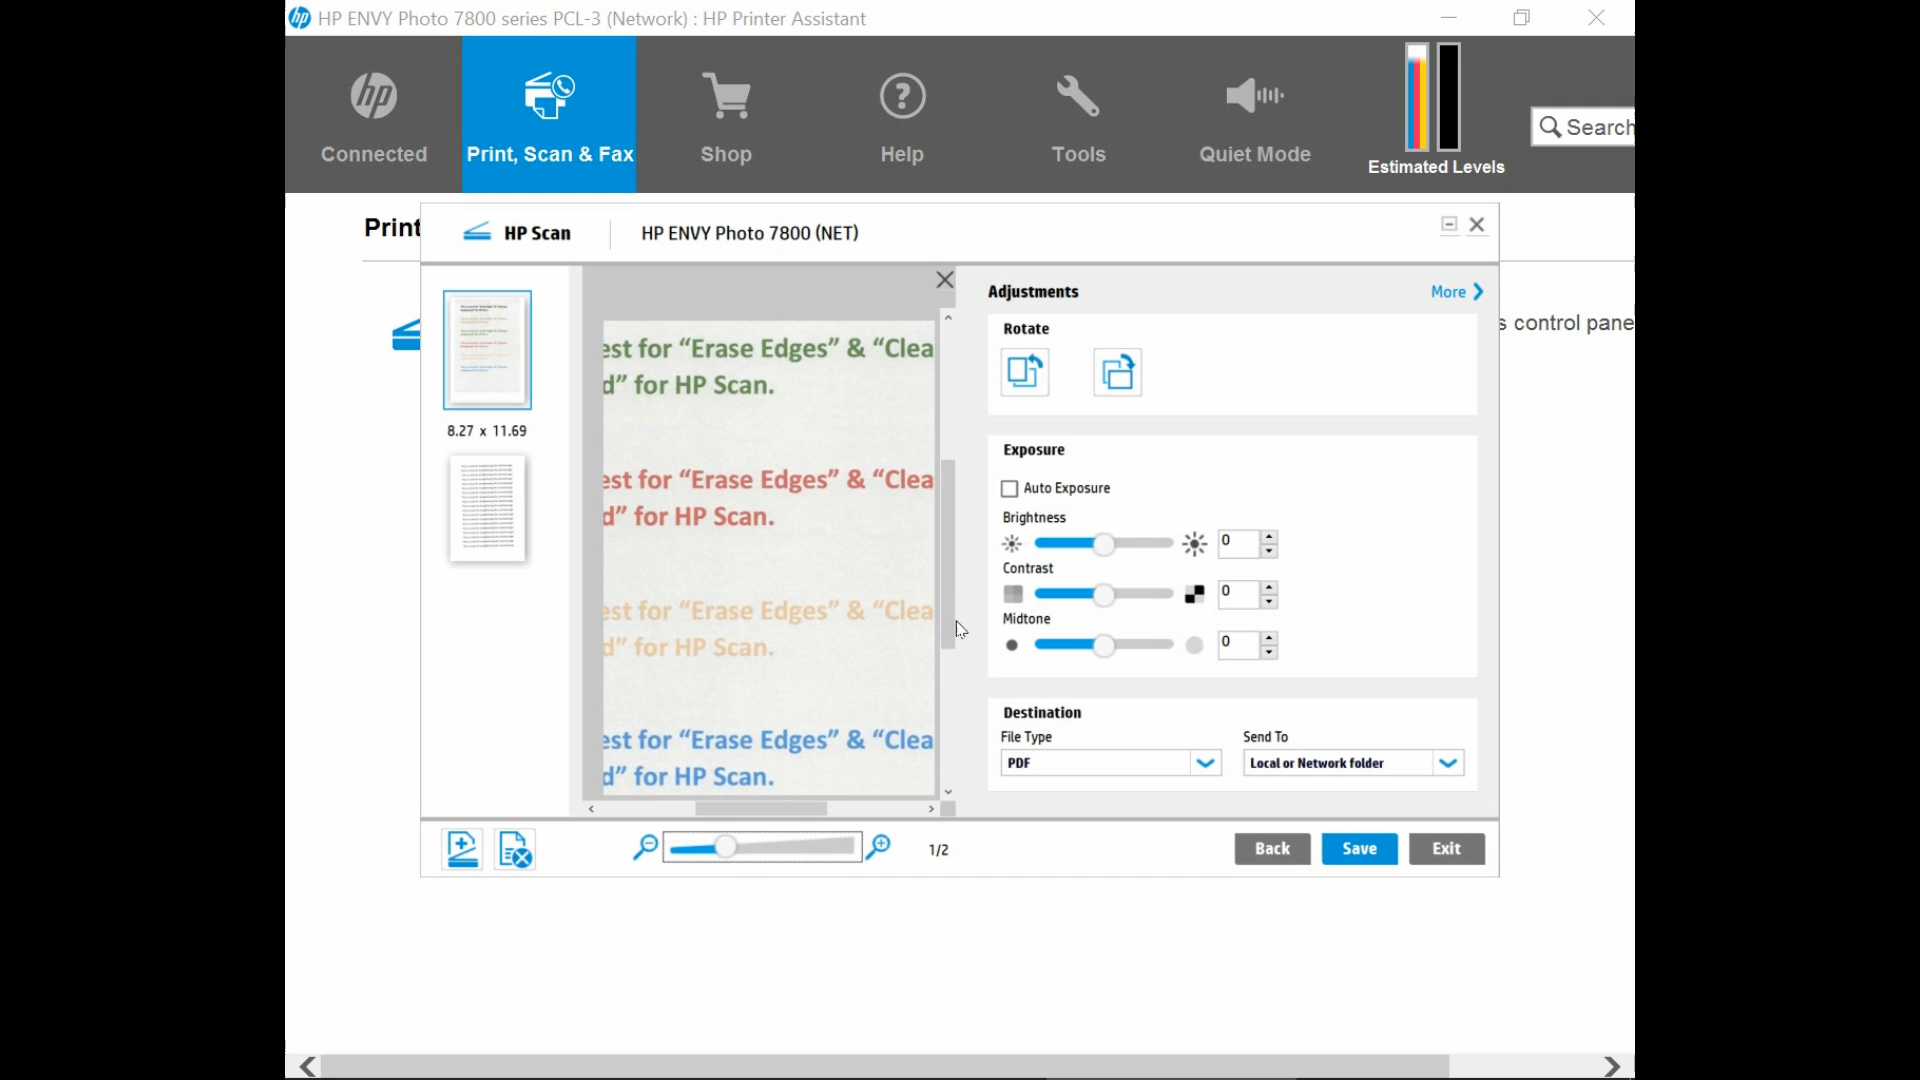 HP ENVY Photo 7800 series PCL-3 (Network) : HP Printer Assistant
Connected
Print, Scan & Fax
Shop
Help
Tools
Quiet Mode
Estimated Levels
Search
Print
HP Scan
HP ENVY Photo 7800 (NET)
s control pane
8.27 x 11.69
est for “Erase Edges” & “Clea
d” for HP Scan.
est for “Erase Edges” & “Clea
d” for HP Scan.
est for “Erase Edges” & “Clea
d” for HP Scan.
est for “Erase Edges” & “Clea
d” for HP Scan.
Adjustments
More
Rotate
Exposure
Auto Exposure
Brightness
0
Contrast
0
Midtone
0
Destination
File Type
Send To
PDF
Local or Network folder
1/2
Back
Save
Exit